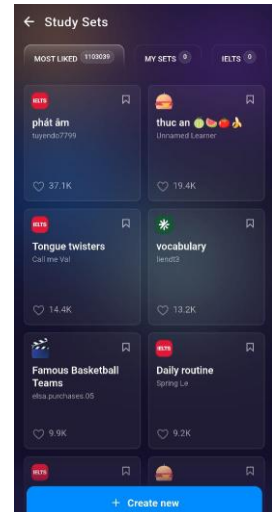 ← Study Sets
MOST LIKED 1103039 MY SETS 0 IELTS 0
IELTS
phát âm
tuyendo7799
37.1K
thuc an
Unnamed Learner
19.4K
IELTS
Tongue twisters
Call me Val
14.4K
vocabulary
liendt3
13.2K
Famous Basketball
Teams
elsa.purchases.05
9.9K
IELTS
Daily routine
Spring Le
9.2K
IELTS
+ Create new